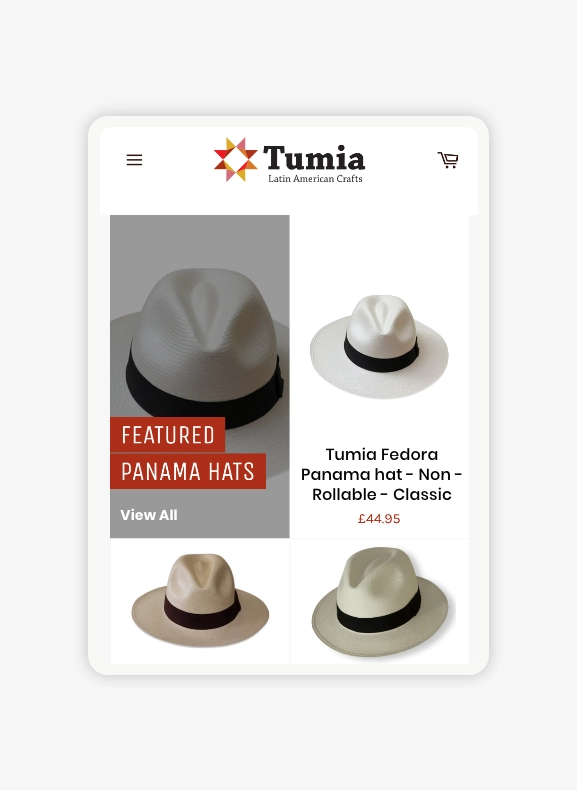 Tumia
Latin American Crafts
FEATURED
PANAMA HATS
View All
Tumia Fedora
Panama hat - Non -
Rollable - Classic
£44.95